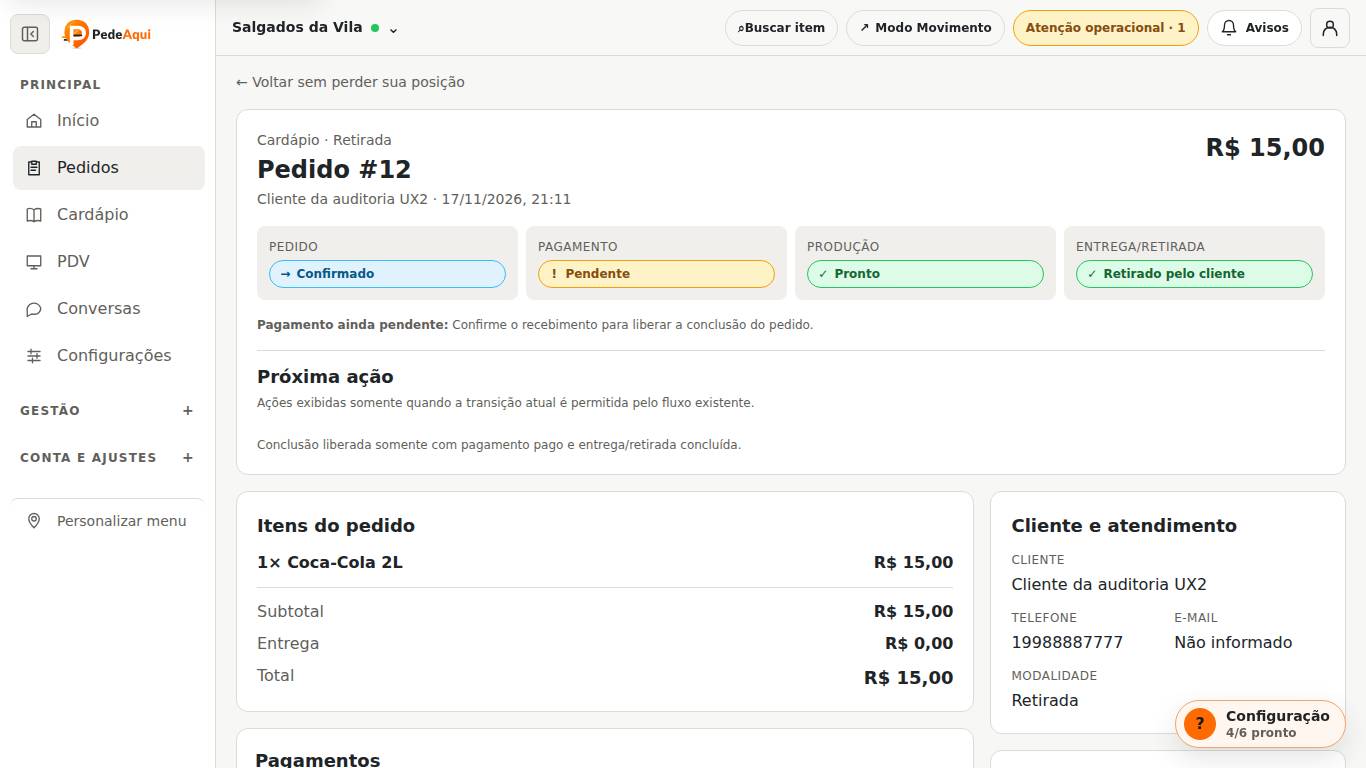 PedeAqui
PRINCIPAL
Início
Pedidos
Cardápio
PDV
Conversas
Configurações
GESTÃO +
CONTA E AJUSTES +
Personalizar menu
Salgados da Vila
⌕Buscar item
↗ Modo Movimento
Atenção operacional · 1
Avisos
← Voltar sem perder sua posição
Cardápio · Retirada
Pedido #12
R$ 15,00
Cliente da auditoria UX2 · 17/11/2026, 21:11
PEDIDO
→ Confirmado
PAGAMENTO
! Pendente
PRODUÇÃO
✓ Pronto
ENTREGA/RETIRADA
✓ Retirado pelo cliente
Pagamento ainda pendente: Confirme o recebimento para liberar a conclusão do pedido.
Próxima ação
Ações exibidas somente quando a transição atual é permitida pelo fluxo existente.
Conclusão liberada somente com pagamento pago e entrega/retirada concluída.
Itens do pedido
1× Coca-Cola 2L R$ 15,00
Subtotal R$ 15,00
Entrega R$ 0,00
Total R$ 15,00
Pagamentos
Cliente e atendimento
CLIENTE
Cliente da auditoria UX2
TELEFONE E-MAIL
19988887777 Não informado
MODALIDADE
Retirada
? Configuração
4/6 pronto